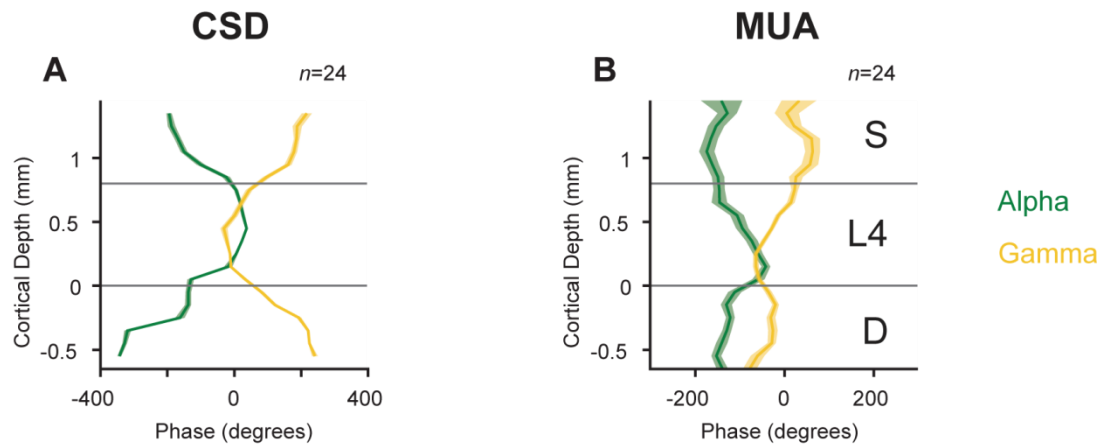 CSD
MUA
A
n=24
B
n=24
Cortical Depth (mm)
1
0.5
0
-0.5
-400
0
400
Phase (degrees)
Cortical Depth (mm)
1
0.5
0
-0.5
-200
0
200
Phase (degrees)
S
L4
D
Alpha
Gamma